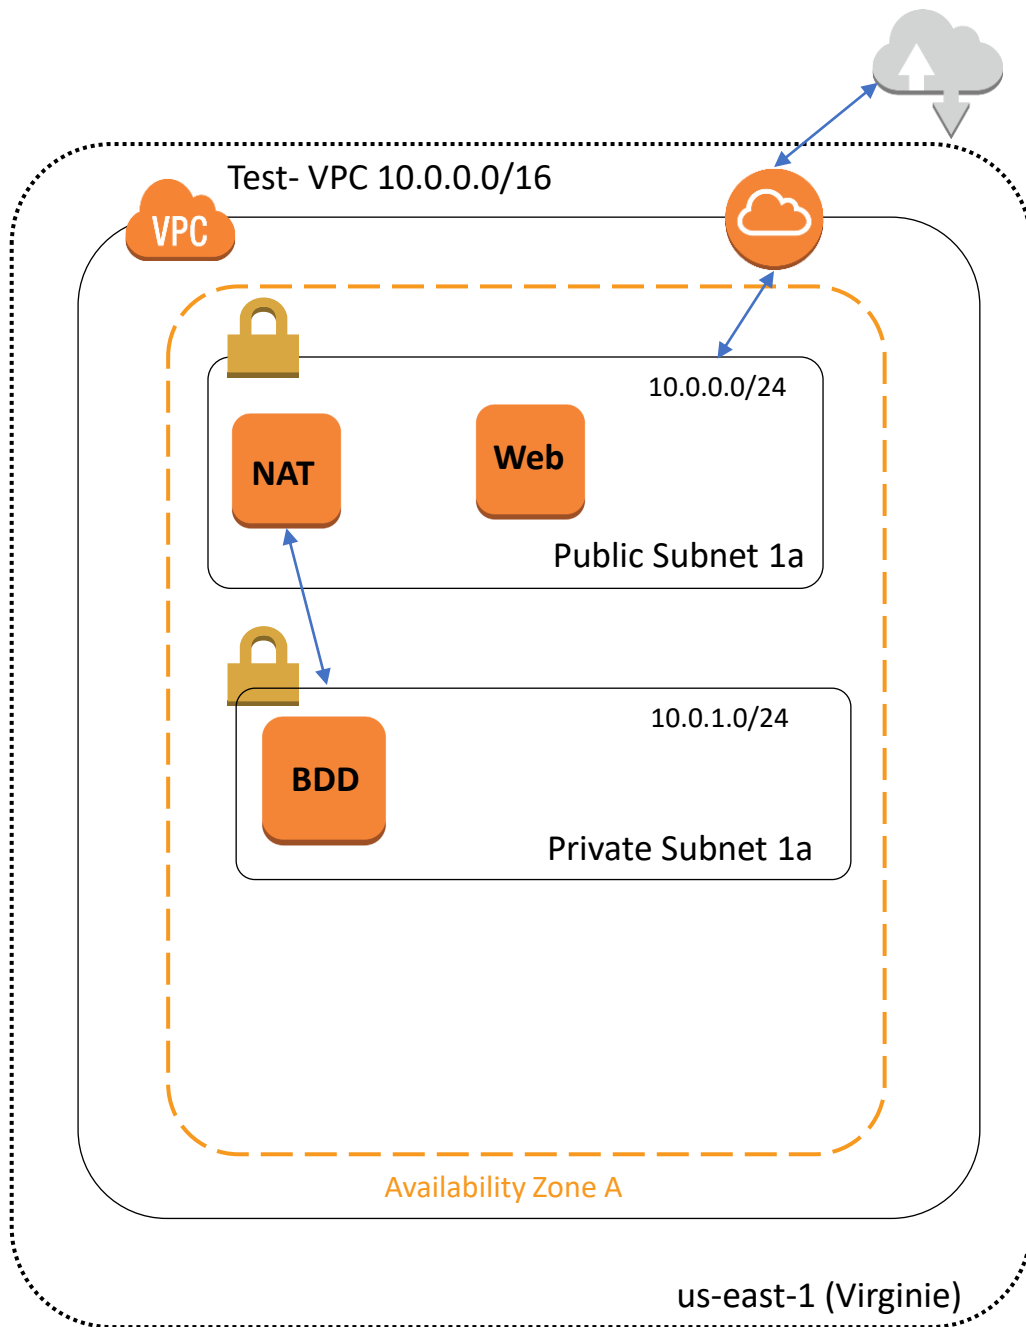 Test- VPC 10.0.0.0/16
VPC
10.0.0.0/24
NAT
Web
Public Subnet 1a
10.0.1.0/24
BDD
Private Subnet 1a
Availability Zone A
us-east-1 (Virginie)